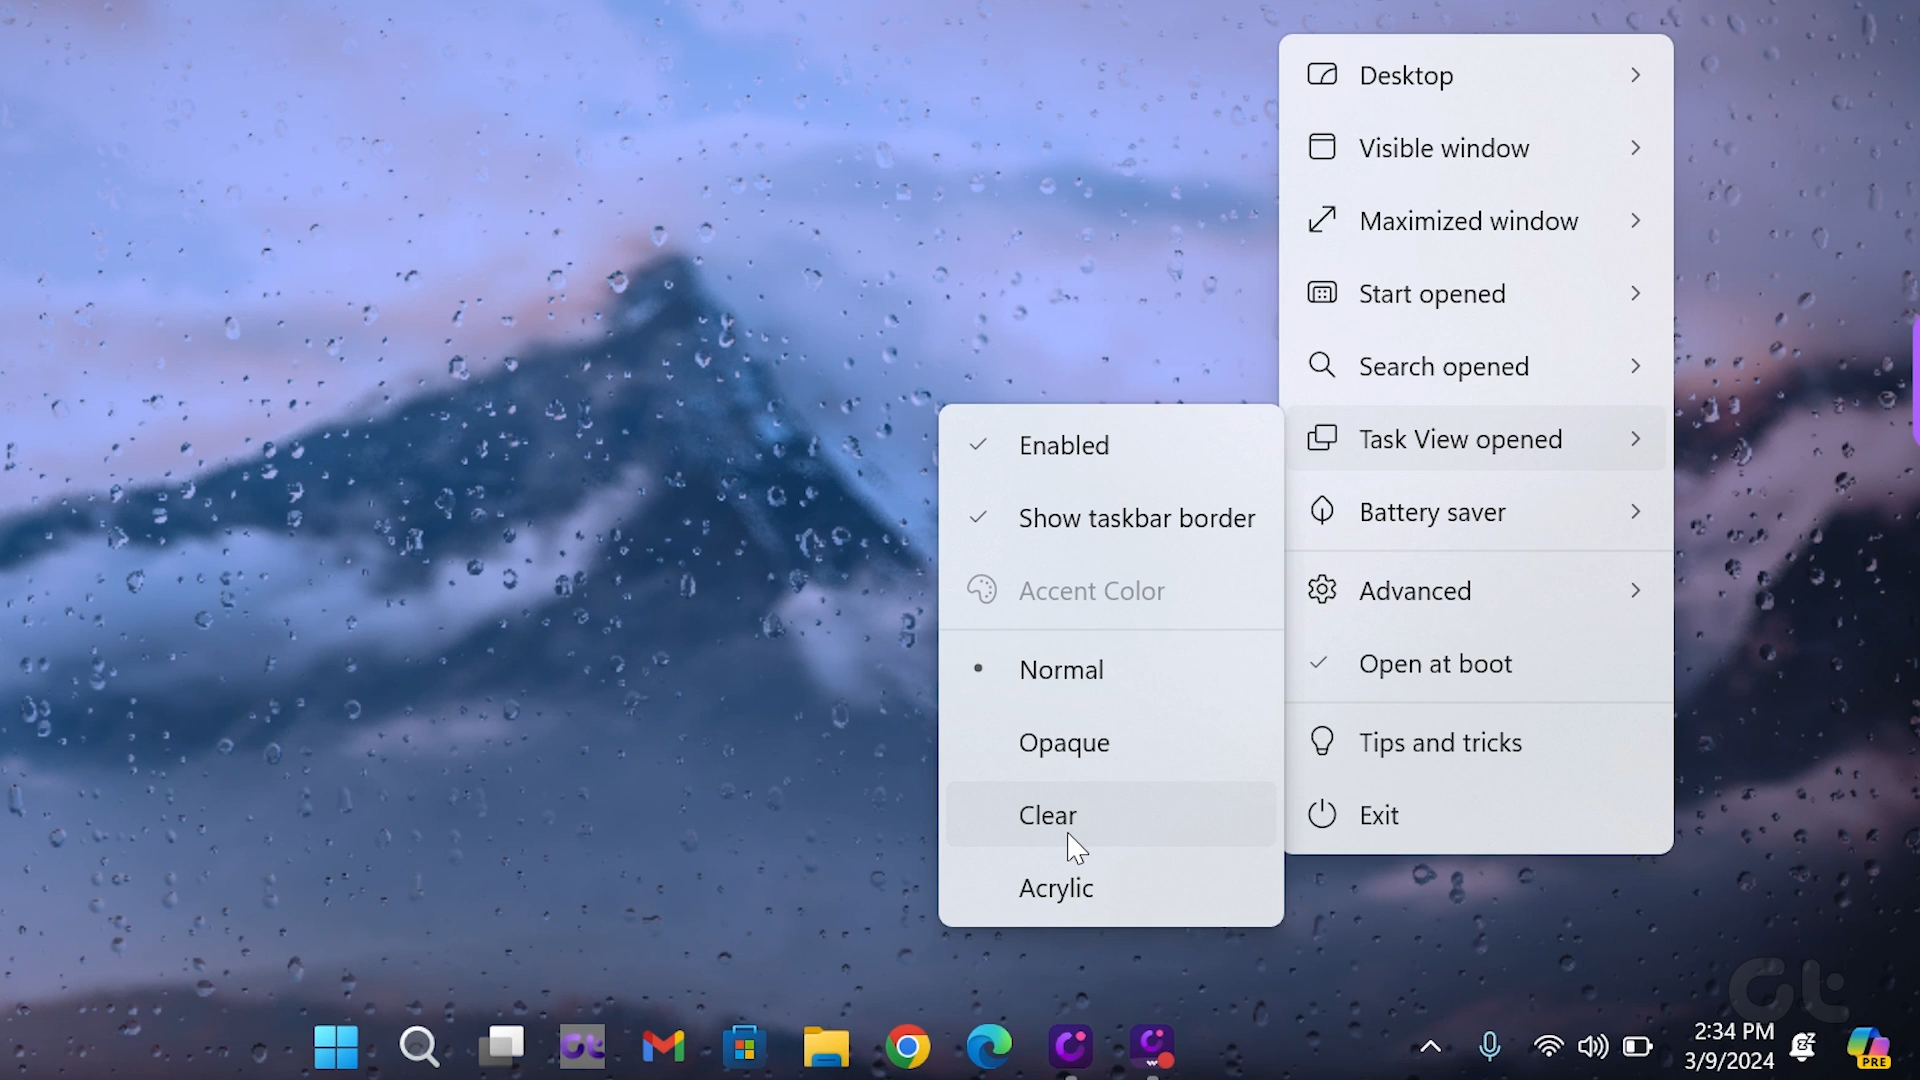 Desktop
Visible window
Maximized window
Start opened
Search opened
Task View opened
Battery saver
Advanced
Open at boot
Tips and tricks
Exit
Enabled
Show taskbar border
Accent Color
Normal
Opaque
Clear
Acrylic
Gt
Gt
2:34 PM
3/9/2024
PRE